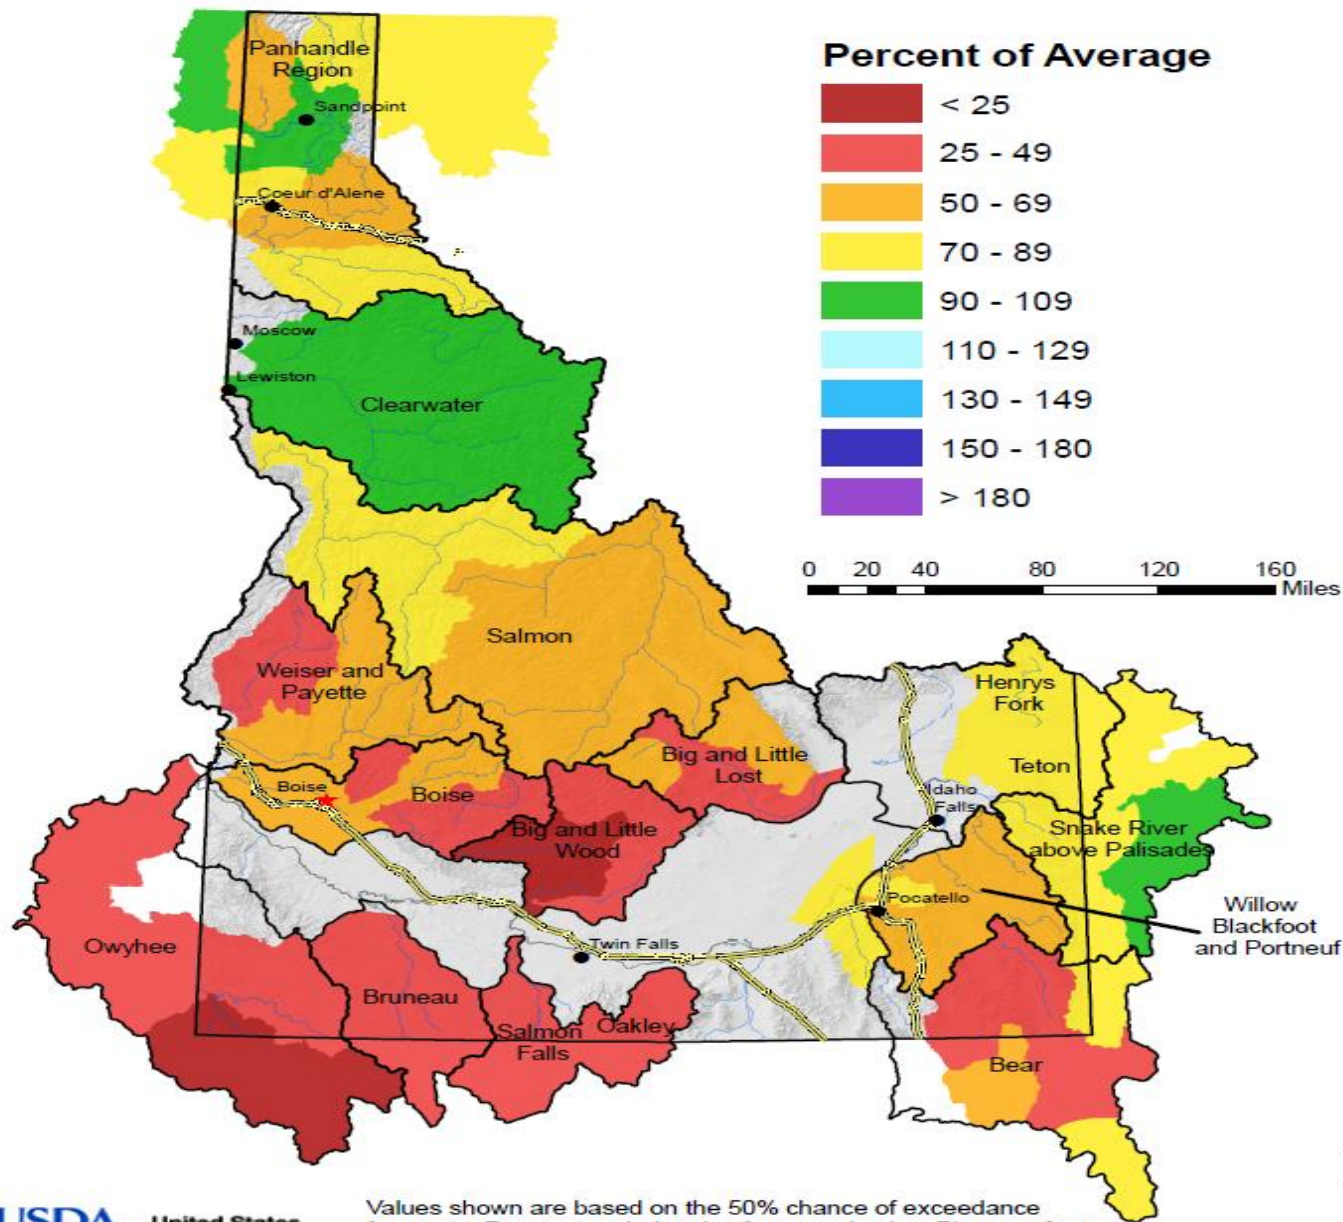 Panhandle
Region
Sandpoint
Coeur d'Alene
Moscow
Lewiston
Clearwater
Percent of Average
< 25
25 - 49
50 - 69
70 - 89
90 - 109
110 - 129
130 - 149
150 - 180
> 180
0 20 40 80 120 160
Miles
Salmon
Weiser and
Payette
Henrys
Fork
Big and Little
Lost
Teton
Boise
Boise
Idaho
Falls
Big and Little
Wood
Snake River
above Palisades
Pocatello
Willow
Blackfoot
and Portneuf
Owyhee
Twin Falls
Bruneau
Salmon
Falls
Oakley
Bear
Values shown are based on the 50% chance of exceedance
USDA United States